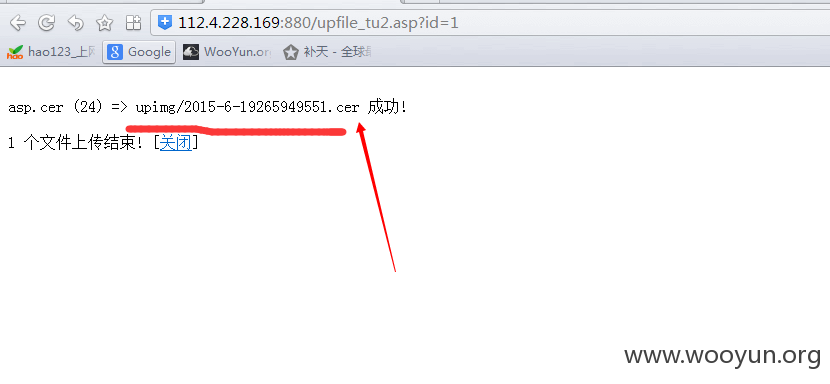 112.4.228.169:880/upfile_tu2.asp?id=1
hao123_上网 Google WooYun.org 补天 - 全球最
asp.cer (24) => upimg/2015-6-19265949551.cer 成功!
1 个文件上传结束! [关闭]
www.wooyun.org